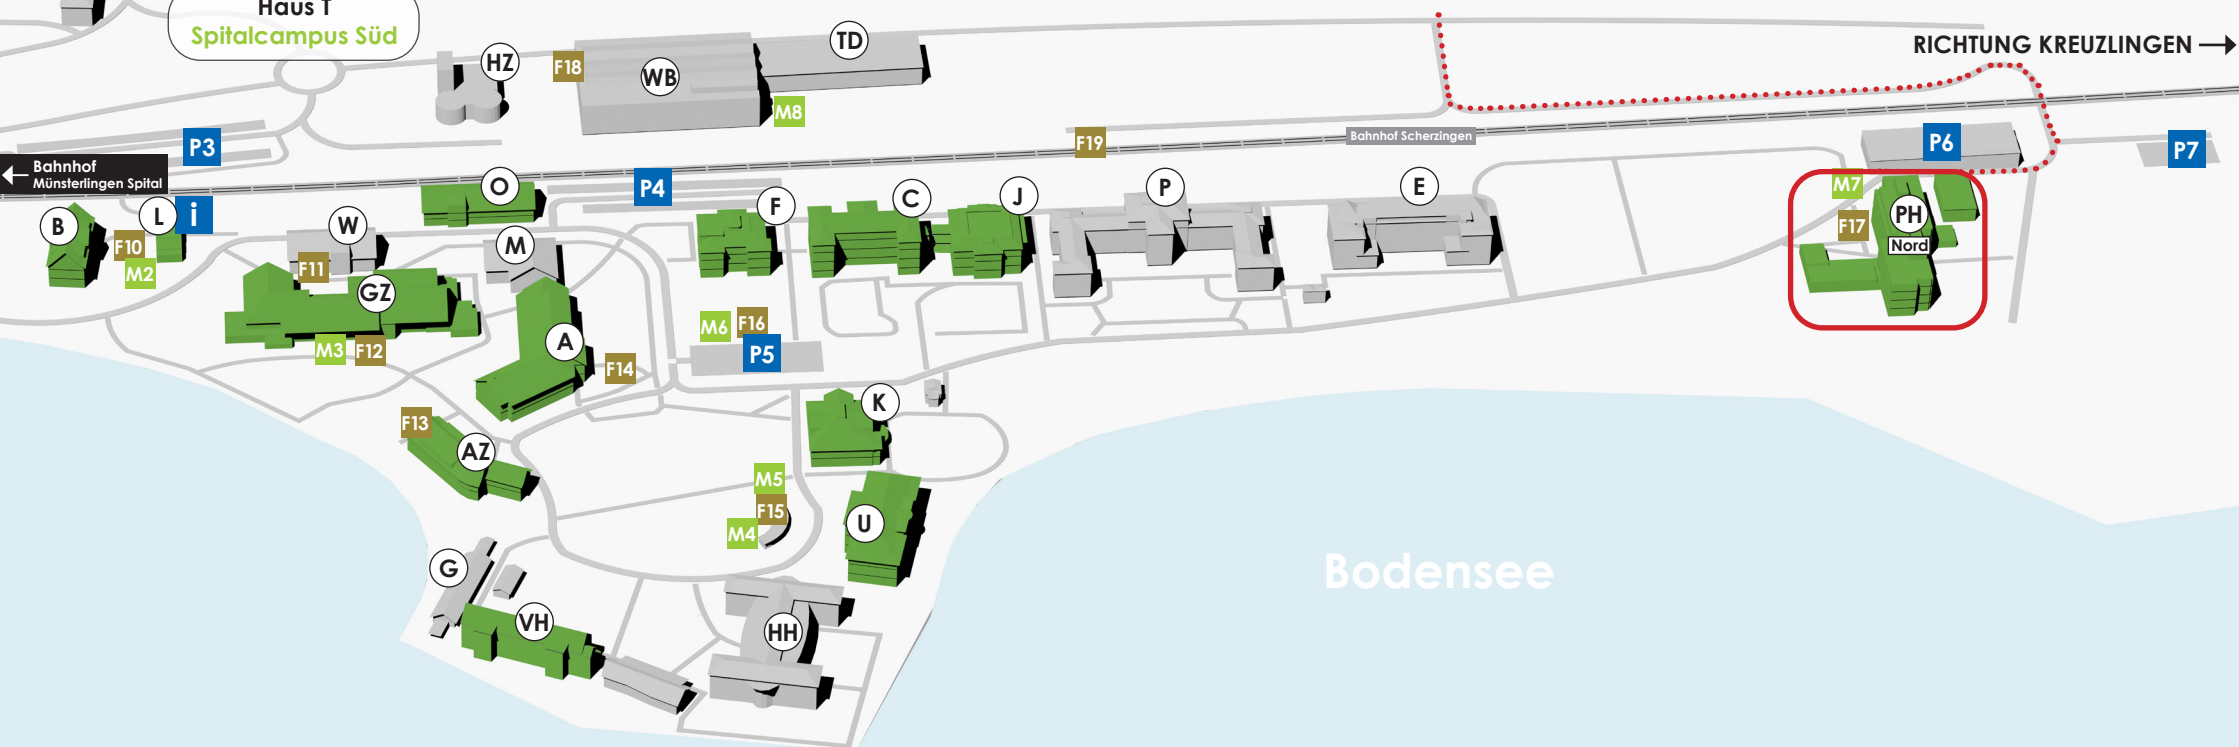 Haus T
Spitalcampus Süd
RICHTUNG KREUZLINGEN
TD
HZ
F18
WB
M8
P3
F19
Bahnhof Scherzingen
P6
P7
Bahnhof
Münsterlingen Spital
O
P4
P
E
M7
B
L
i
W
F
C
J
PH
Nord
F17
F10
M2
F11
M
GZ
M3
F12
A
F14
M6
F16
P5
F13
AZ
K
M5
F15
M4
U
G
VH
HH
Bodensee